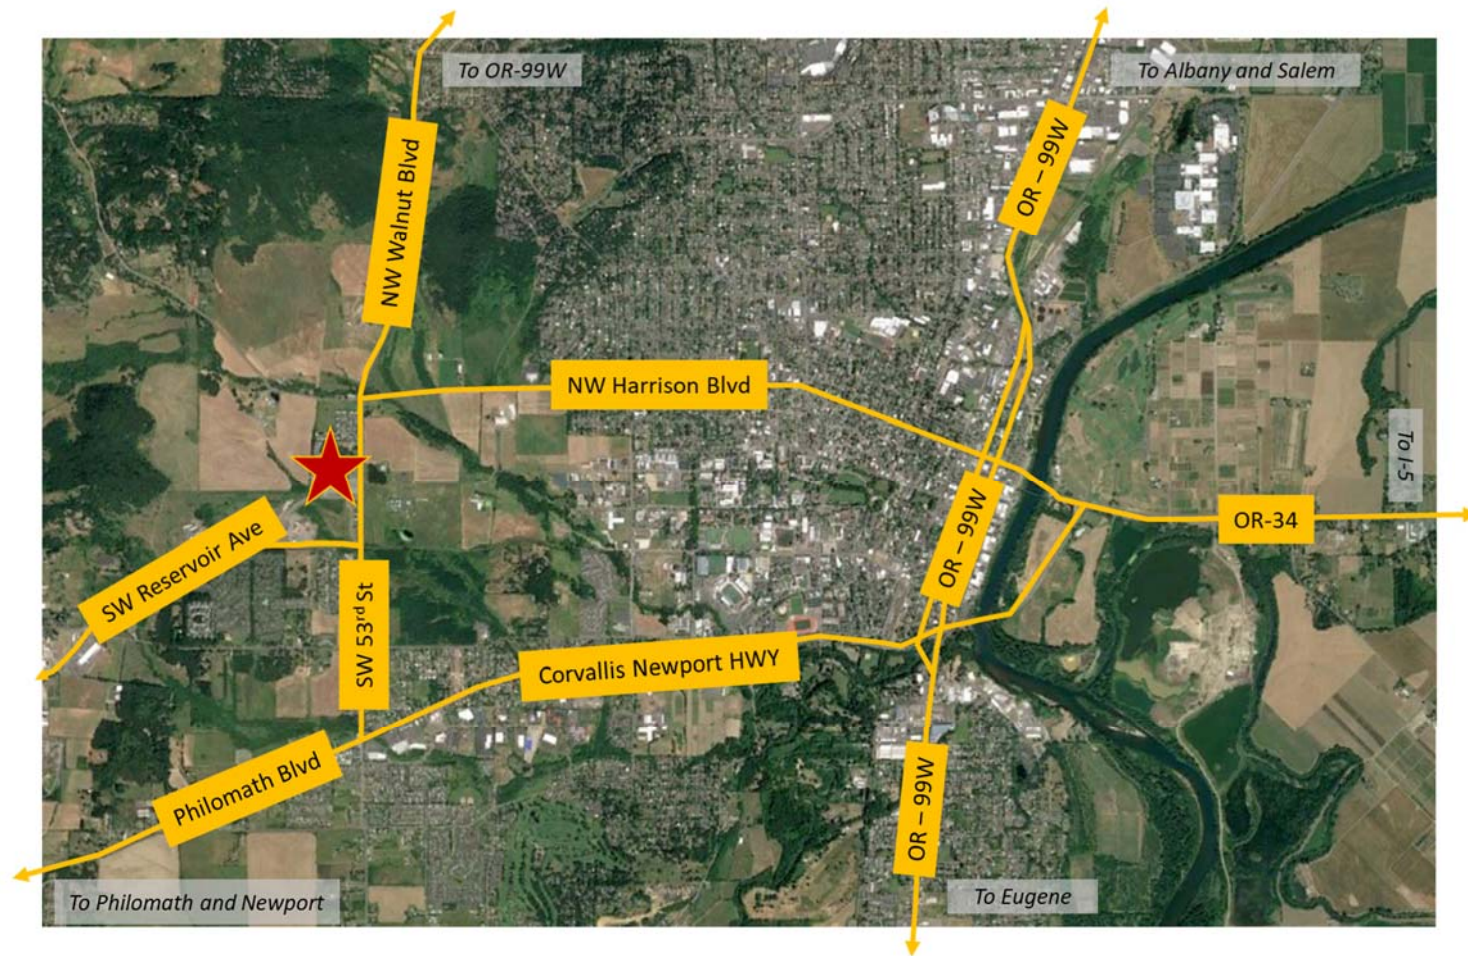 To OR-99W
To Albany and Salem
NW Walnut Blvd
OR – 99W
NW Harrison Blvd
To I-5
OR-34
OR – 99W
SW Reservoir Ave
SW 53rd St
Corvallis Newport HWY
Philomath Blvd
OR – 99W
To Philomath and Newport
To Eugene